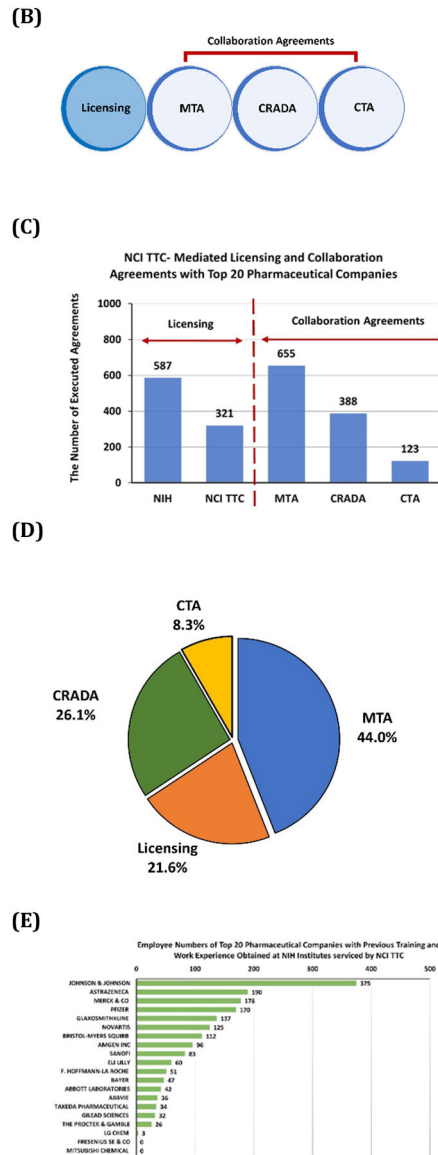 (B)
Collaboration Agreements
Licensing MTA CRADA CTA
(C)
NCI TTC- Mediated Licensing and Collaboration
Agreements with Top 20 Pharmaceutical Companies
The Number of Executed Agreements
1000
800
600
400
200
0
Licensing Collaboration Agreements
587 321 655 388 123
NIH NCI TTC MTA CRADA CTA
(D)
CTA
8.3%
CRADA
26.1%
MTA
44.0%
Licensing
21.6%
(E)
Employee Numbers of Top 20 Pharmaceutical Companies with Previous Training and
Work Experience Obtained at NIH Institutes serviced by NCI TTC
0 100 200 300 400 500
JOHNSON & JOHNSON 375
ASTRAZENECA 190
MERCK & CO 178
PFIZER 170
GLAXOSMITHKLINE 137
NOVARTIS 125
BRISTOL-MYERS SQUIBB 112
AMGEN INC 96
SANOFI 83
ELI LILLY 60
F. HOFFMANN-LA ROCHE 51
BAYER 47
ABBOTT LABORATORIES 42
ABBVIE 36
TAKEDA PHARMACEUTICAL 34
GILEAD SCIENCES 32
THE PROCTER & GAMBLE 26
LG CHEM 3
FRESENIUS SE & CO 0
MITSUBISHI CHEMICAL 0